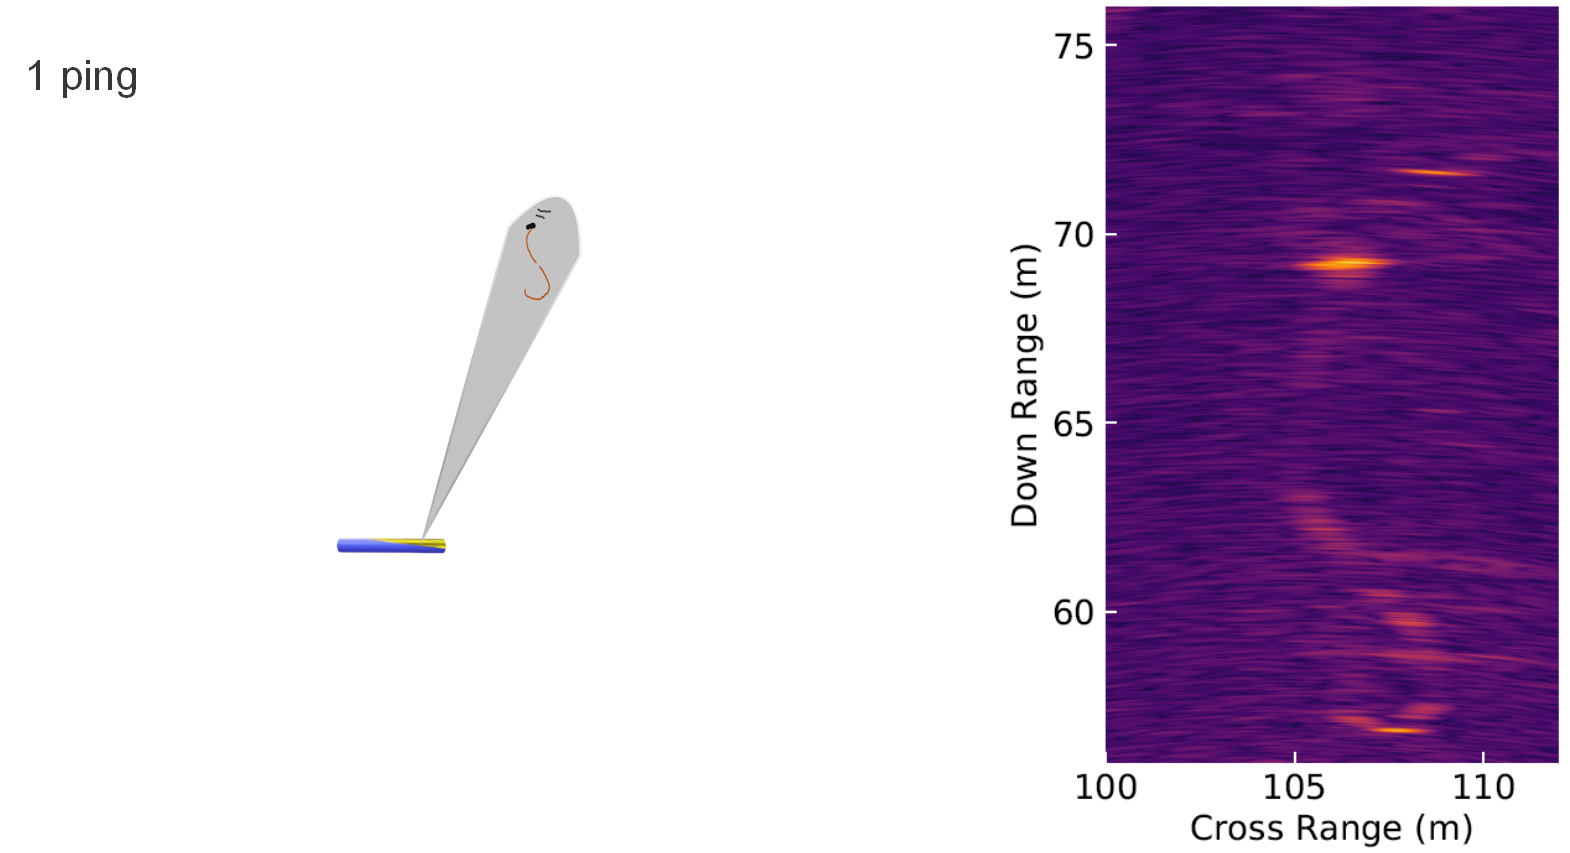 1 ping
75
70
65
60
Down Range (m)
100 105 110
Cross Range (m)